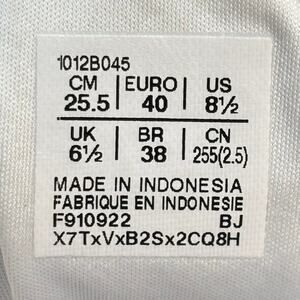 1012B045
CM EURO US
25.5 40 8½
UK BR CN
6½ 38 255(2.5)
MADE IN INDONESIA
FABRIQUE EN INDONESIE
F910922 BJ
X7TxVxB2Sx2CQ8H